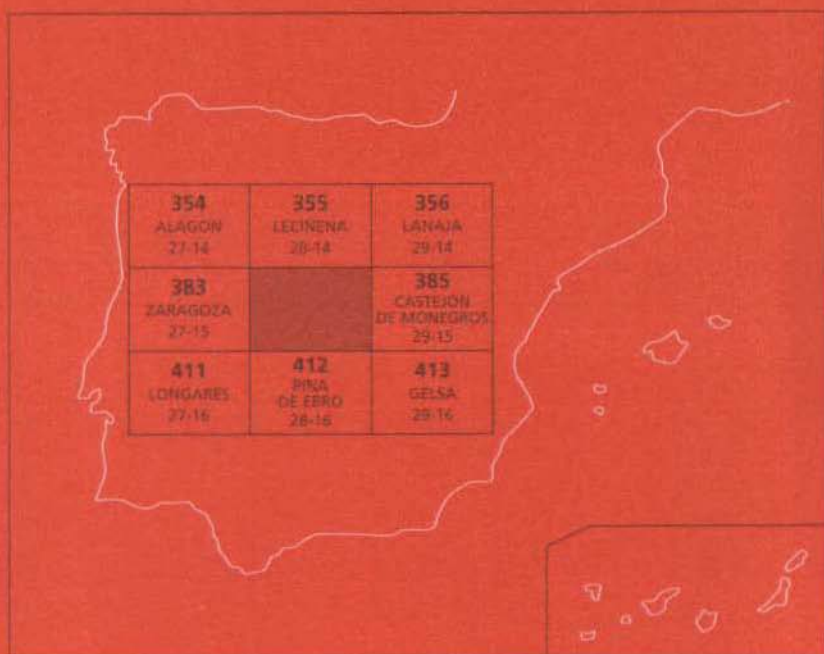 354
ALAGON
27-14
355
LECIÑENA
28-14
356
LANAJA
29-14
383
ZARAGOZA
27-15
385
CASTEJON
DE MONEGROS
29-15
411
LONGARES
27-16
412
PINA
DE EBRO
28-16
413
GELSA
29-16